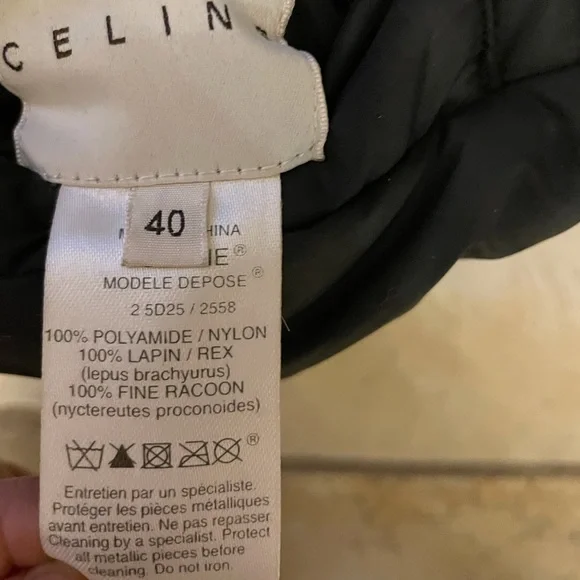 CELIN
40
HINA
IE®
MODELE DEPOSE®
2 5D25 / 2558
100% POLYAMIDE / NYLON
100% LAPIN / REX
(lepus brachyurus)
100% FINE RACOON
(nyctereutes proconoides)
®
Entretien par un spécialiste.
Protéger les pièces métalliques
avant entretien. Ne pas repasser
Cleaning by a specialist. Protect
all metallic pieces before
cleaning. Do not iron.